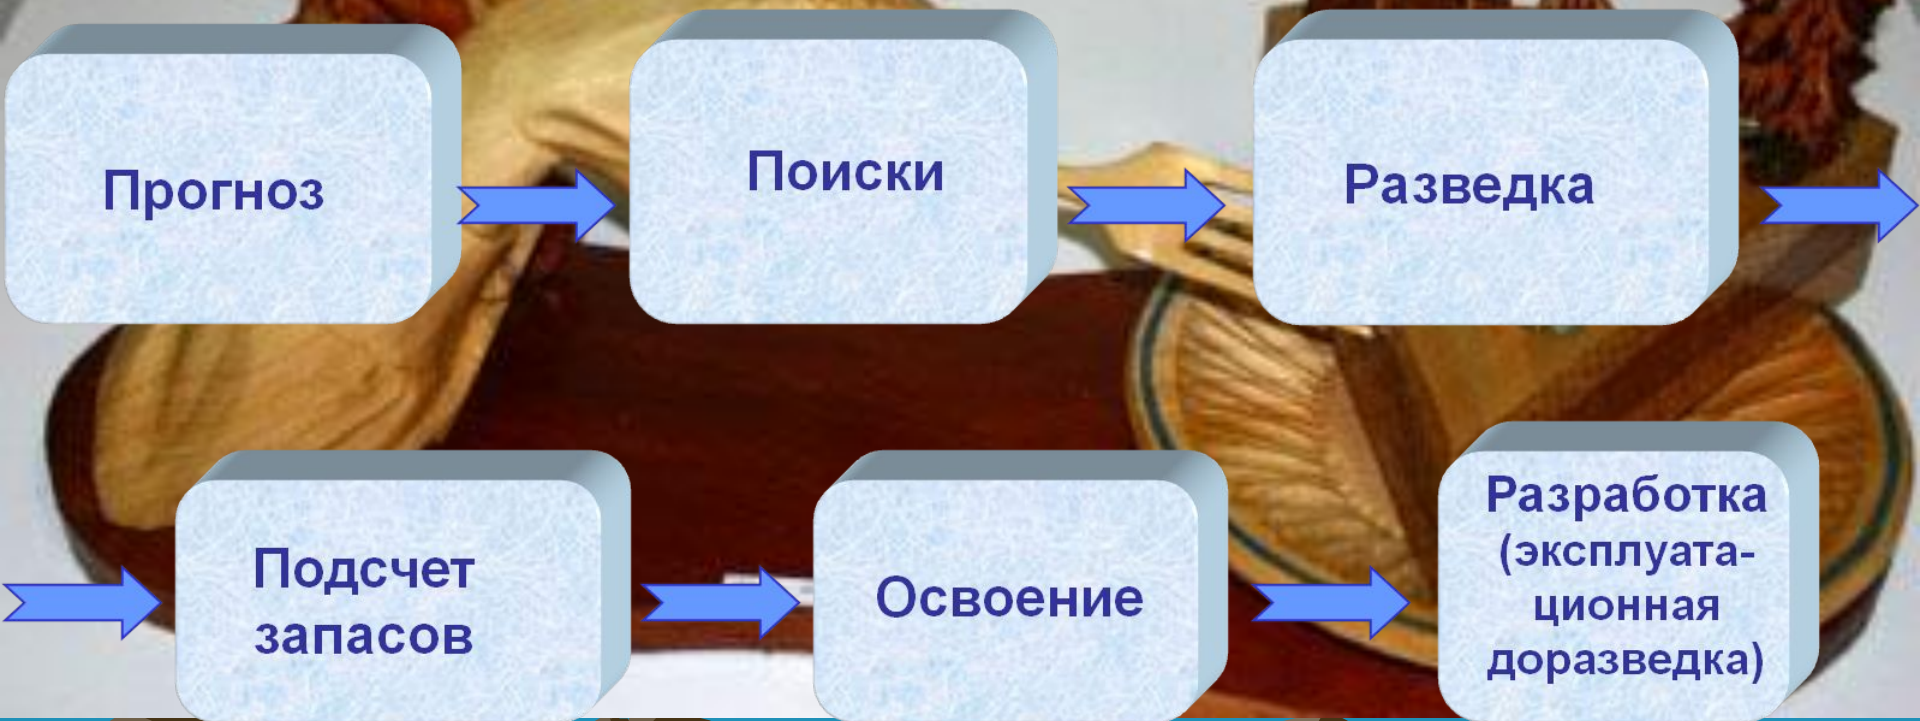 Прогноз
Поиски
Разведка
Подсчет
запасов
Освоение
Разработка
(эксплуата-
ционная
доразведка)